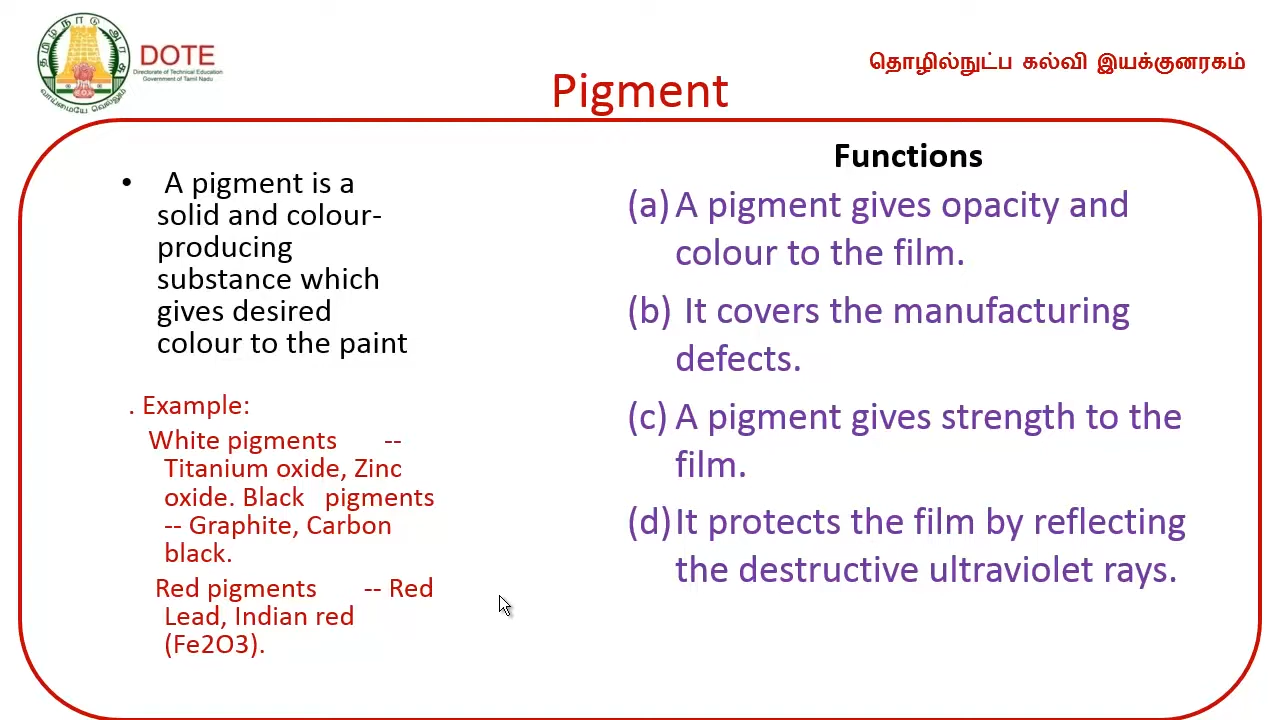 தமிழ்நாடு அரசு
வாய்மையே வெல்லும்
DOTE
Directorate of Technical Education
Government of Tamil Nadu
தொழில்நுட்ப கல்வி இயக்குனரகம்
Pigment
• A pigment is a
solid and colour-
producing
substance which
gives desired
colour to the paint
. Example:
White pigments --
Titanium oxide, Zinc
oxide. Black pigments
-- Graphite, Carbon
black.
Red pigments -- Red
Lead, Indian red
(Fe2O3).
Functions
(a) A pigment gives opacity and
colour to the film.
(b) It covers the manufacturing
defects.
(c) A pigment gives strength to the
film.
(d) It protects the film by reflecting
the destructive ultraviolet rays.